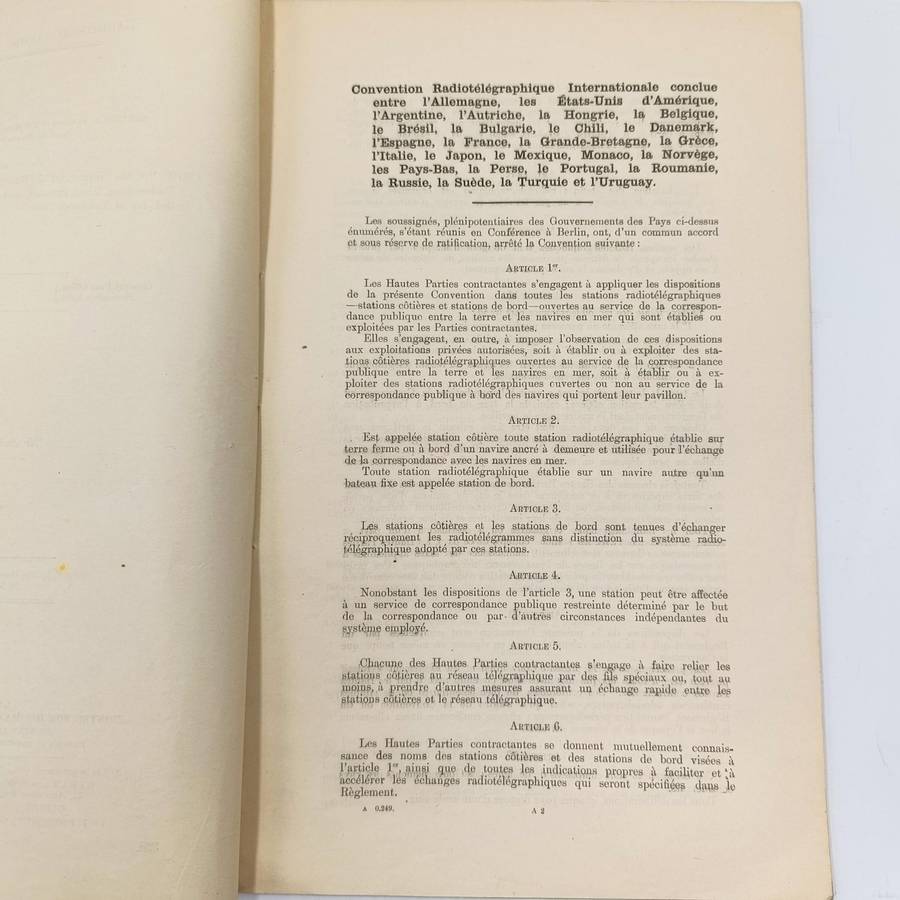 Convention Radiotélégraphique Internationale conclue
entre l'Allemagne, les États-Unis d'Amérique,
l'Argentine, l'Autriche, la Hongrie, la Belgique,
le Brésil, la Bulgarie, le Chili, le Danemark,
l'Espagne, la France, la Grande-Bretagne, la Grèce,
l'Italie, le Japon, le Mexique, Monaco, la Norvège,
les Pays-Bas, la Perse, le Portugal, la Roumanie,
la Russie, la Suède, la Turquie et l'Uruguay.
Les soussignés, plénipotentiaires des Gouvernements des Pays ci-dessus
énumérés, s'étant réunis en Conférence à Berlin, ont, d'un commun accord
et sous réserve de ratification, arrêté la Convention suivante :
Article 1er.
Les Hautes Parties contractantes s'engagent à appliquer les dispositions
de la présente Convention dans toutes les stations radiotélégraphiques
—stations côtières et stations de bord—ouvertes au service de la correspon-
dance publique entre la terre et les navires en mer qui sont établies ou
exploitées par les Parties contractantes.
Elles s'engagent, en outre, à imposer l'observation de ces dispositions
aux exploitations privées autorisées, soit à établir ou à exploiter des sta-
tions côtières radiotélégraphiques ouvertes au service de la correspondance
publique entre la terre et les navires en mer, soit à établir ou à ex-
ploiter des stations radiotélégraphiques ouvertes ou non au service de la
correspondance publique à bord des navires qui portent leur pavillon.
Article 2.
Est appelée station côtière toute station radiotélégraphique établie sur
terre ferme ou à bord d'un navire ancré à demeure et utilisée pour l'échange
de la correspondance avec les navires en mer.
Toute station radiotélégraphique établie sur un navire autre qu'un
bateau fixe est appelée station de bord.
Article 3.
Les stations côtières et les stations de bord sont tenues d'échanger
réciproquement les radiotélégrammes sans distinction du système radio-
télégraphique adopté par ces stations.
Article 4.
Nonobstant les dispositions de l'article 3, une station peut être affectée
à un service de correspondance publique restreinte déterminé par le but
de la correspondance ou par d'autres circonstances indépendantes du
système employé.
Article 5.
Chacune des Hautes Parties contractantes s'engage à faire relier les
stations côtières au réseau télégraphique par des fils spéciaux ou, tout au
moins, à prendre d'autres mesures assurant un échange rapide entre les
stations côtières et le réseau télégraphique.
Article 6.
Les Hautes Parties contractantes se donnent mutuellement connais-
sance des noms des stations côtières et des stations de bord visées à
l'article 1er, ainsi que de toutes les indications propres à faciliter et à
accélérer les échanges radiotélégraphiques qui seront spécifiées dans le
Règlement.
A 0.249. A 2